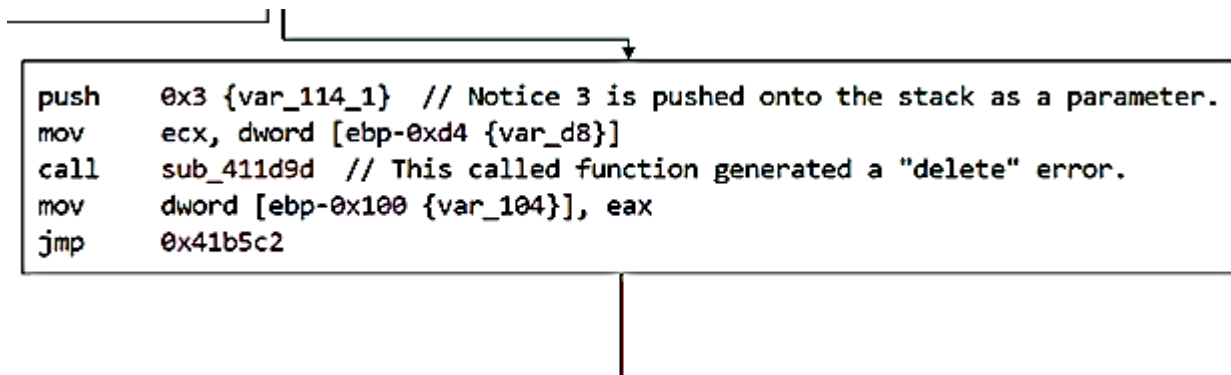 push 0x3 {var_114_1} // Notice 3 is pushed onto the stack as a parameter.
mov ecx, dword [ebp-0xd4 {var_d8}]
call sub_411d9d // This called function generated a "delete" error.
mov dword [ebp-0x100 {var_104}], eax
jmp 0x41b5c2